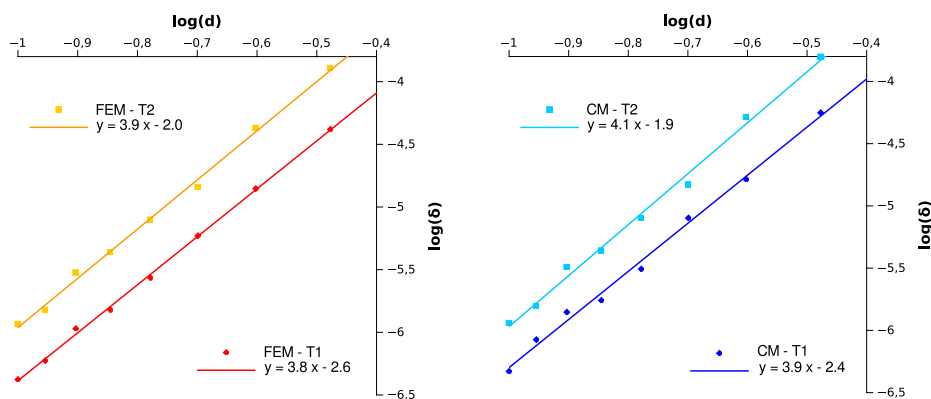 log(d)
-1 -0,9 -0,8 -0,7 -0,6 -0,5 -0,4
FEM - T2
y = 3.9 x - 2.0
−4
−4,5
−5
−5,5
−6
−6,5
log(δ)
FEM - T1
y = 3.8 x - 2.6
log(d)
-1 -0,9 -0,8 -0,7 -0,6 -0,5 -0,4
CM - T2
y = 4.1 x - 1.9
−4
−4,5
−5
−5,5
−6
−6,5
log(δ)
CM - T1
y = 3.9 x - 2.4